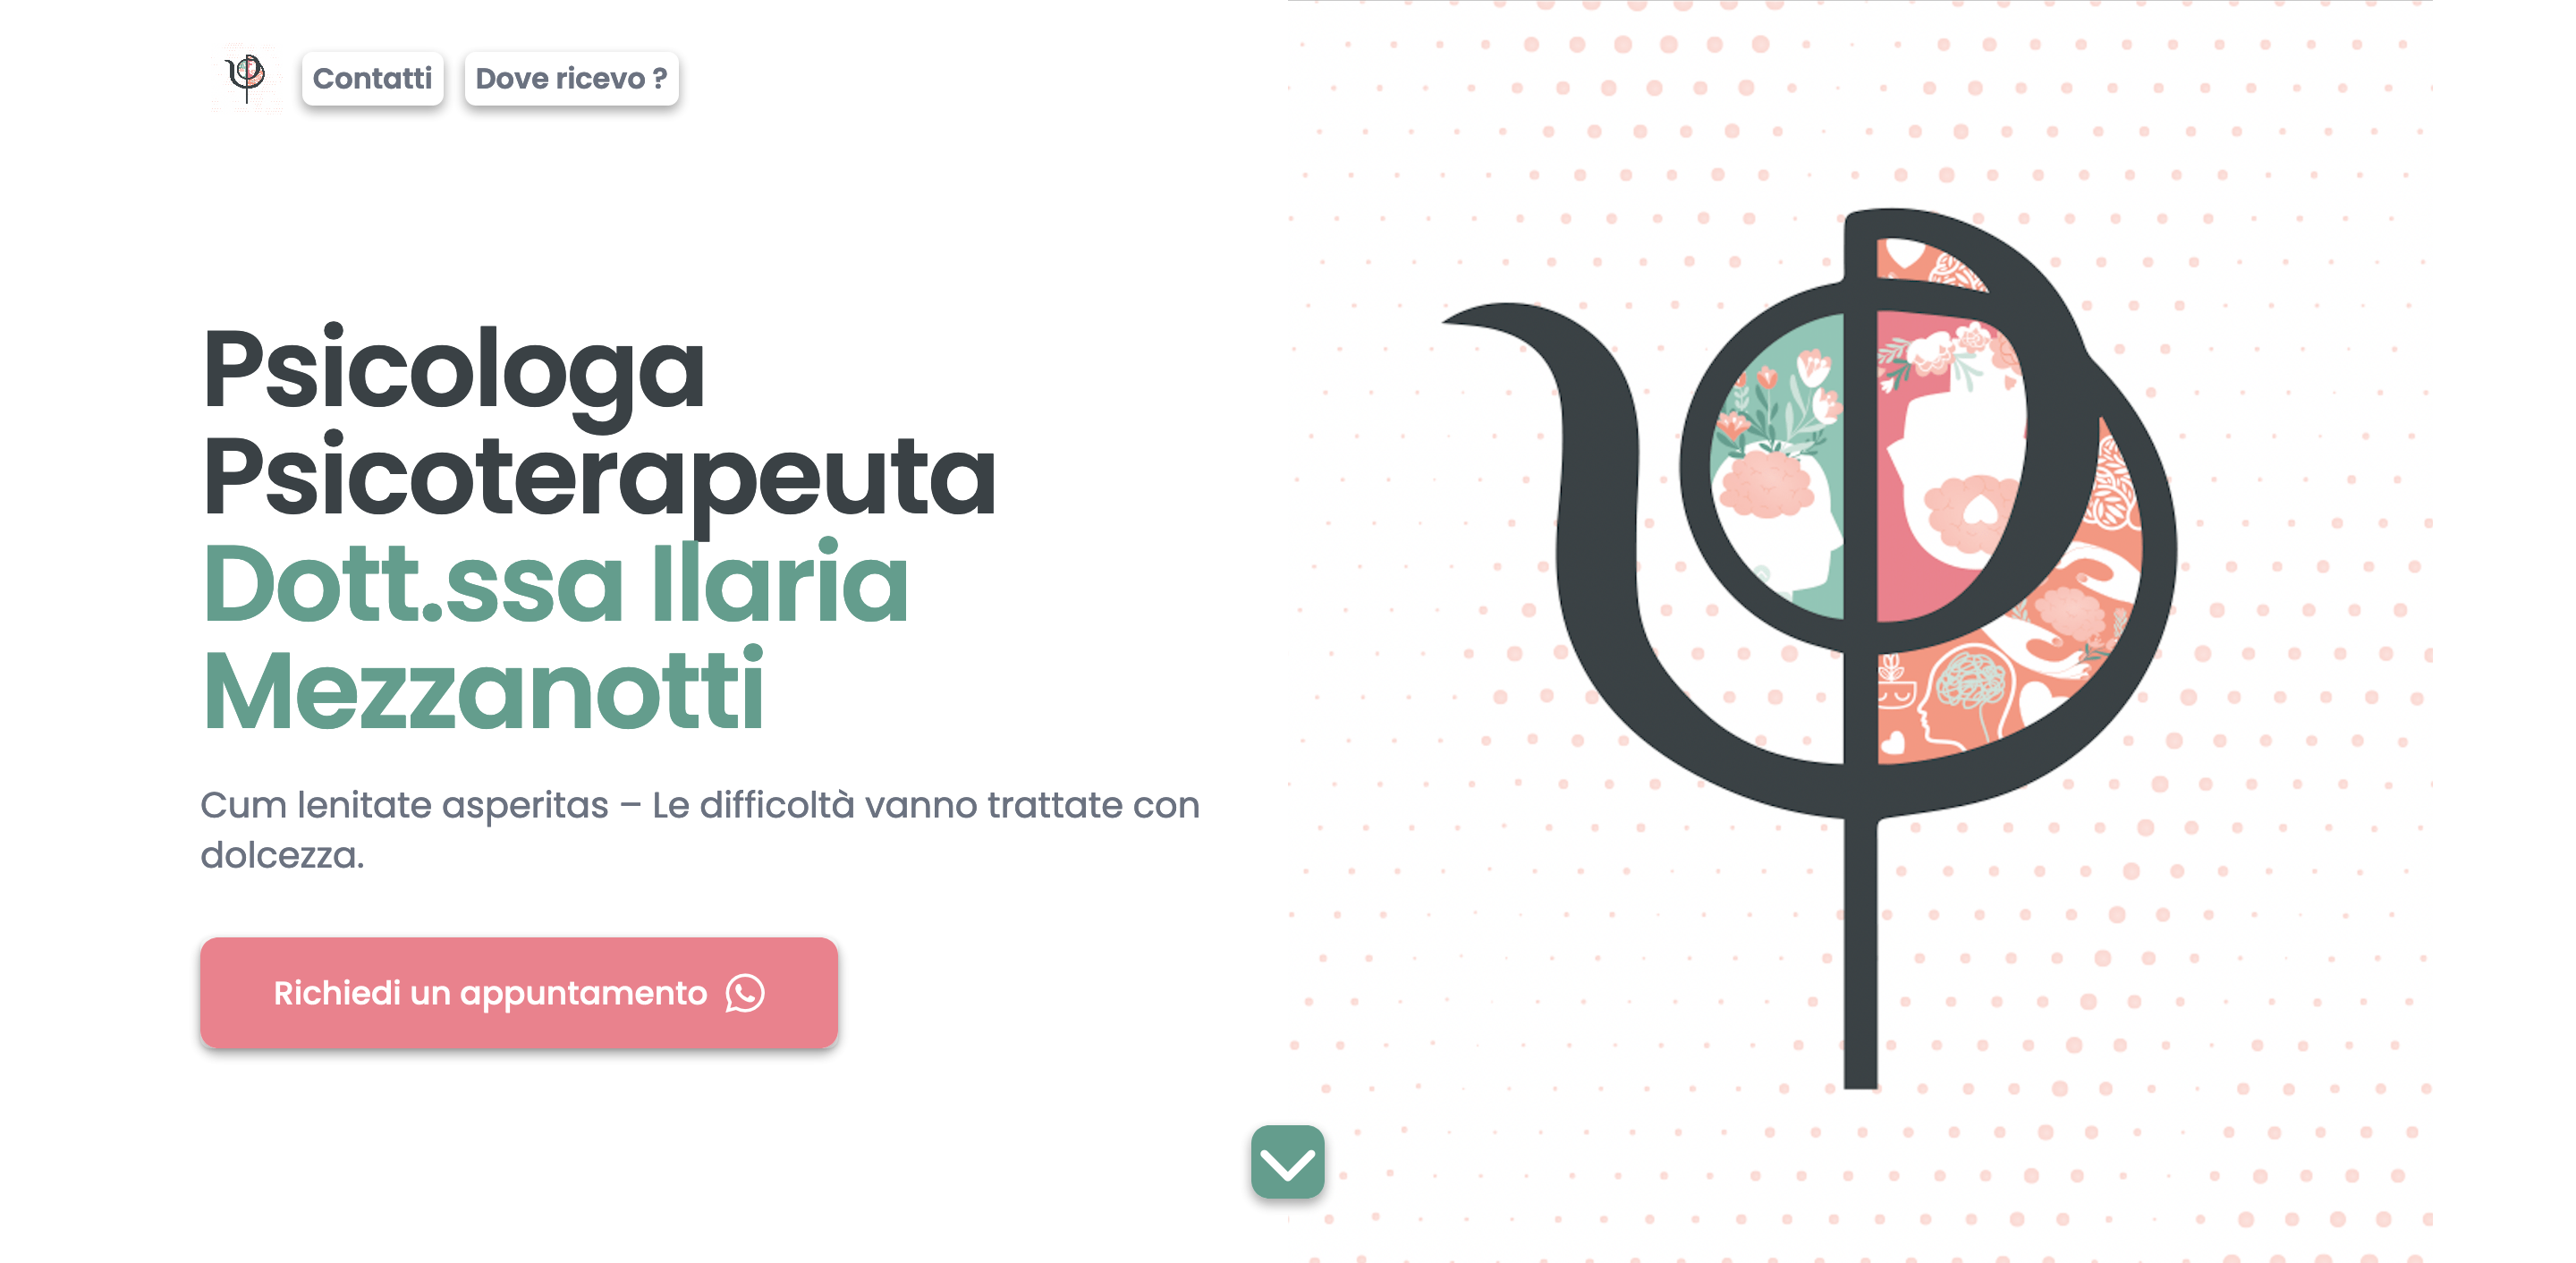 Contatti
Dove ricevo ?
Psicologa
Psicoterapeuta
Dott.ssa Ilaria
Mezzanotti
Cum lenitate asperitas – Le difficoltà vanno trattate con
dolcezza.
Richiedi un appuntamento